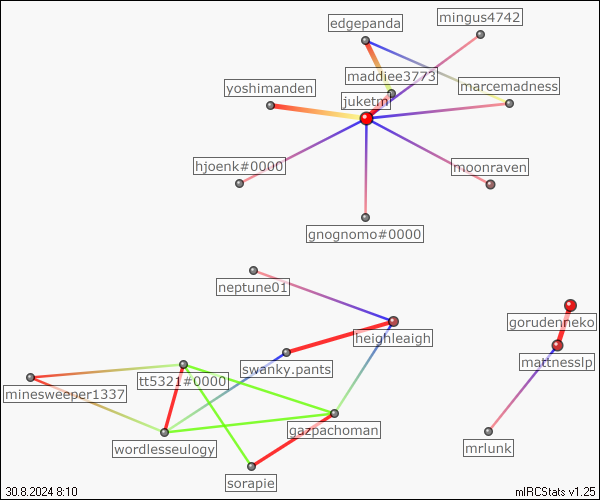 mingus4742
edgepanda
maddiee3773
yoshimanden
marcemadness
juketm
hjoenk#0000
moonraven
gnognomo#0000
neptune01
gorudenneko
heighleaigh
mattnesslp
swanky.pants
tt5321#0000
minesweeper1337
gazpachoman
wordlesseulogy
mrlunk
sorapie
30.8.2024 8:10
mIRCStats v1.25